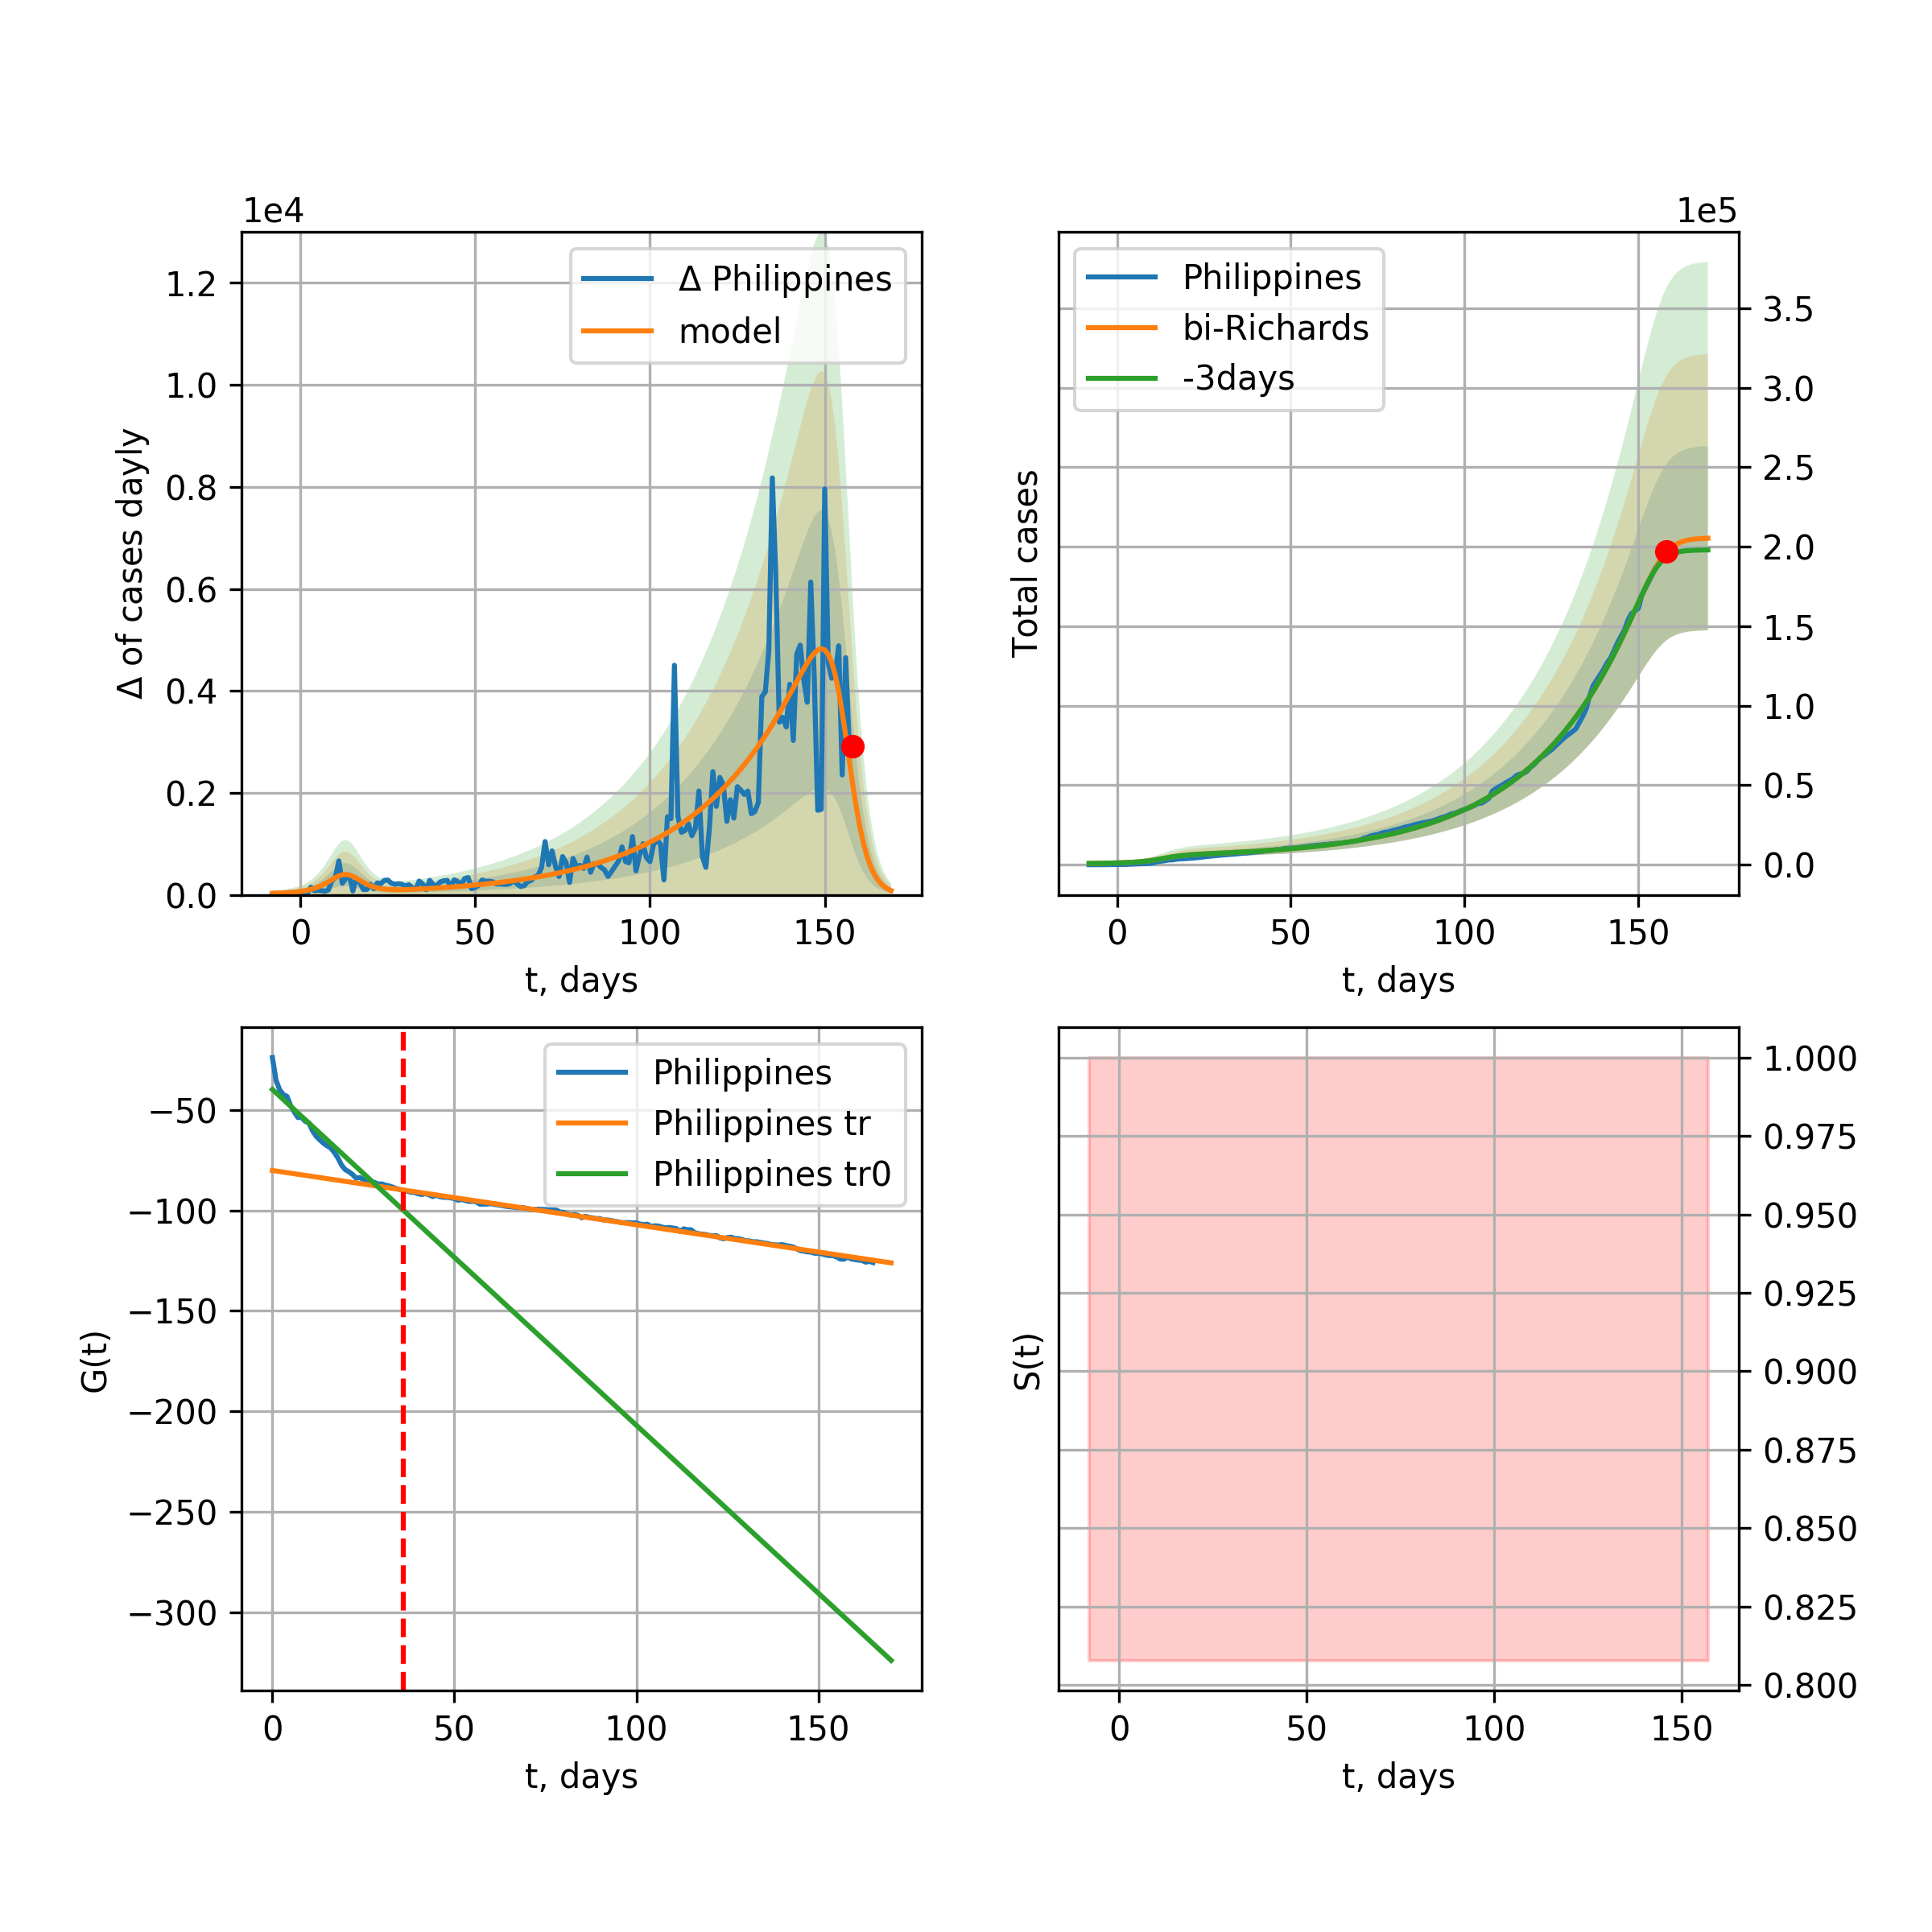 1e4
Δ of cases dayly
1.2
1.0
0.8
0.6
0.4
0.2
0.0
Δ Philippines
model
0 50 100 150
t, days
1e5
Total cases
Philippines
bi-Richards
-3days
3.5
3.0
2.5
2.0
1.5
1.0
0.5
0.0
0 50 100 150
t, days
G(t)
−50
−100
−150
−200
−250
−300
Philippines
Philippines tr
Philippines tr0
0 50 100 150
t, days
S(t)
1.000
0.975
0.950
0.925
0.900
0.875
0.850
0.825
0.800
0 50 100 150
t, days